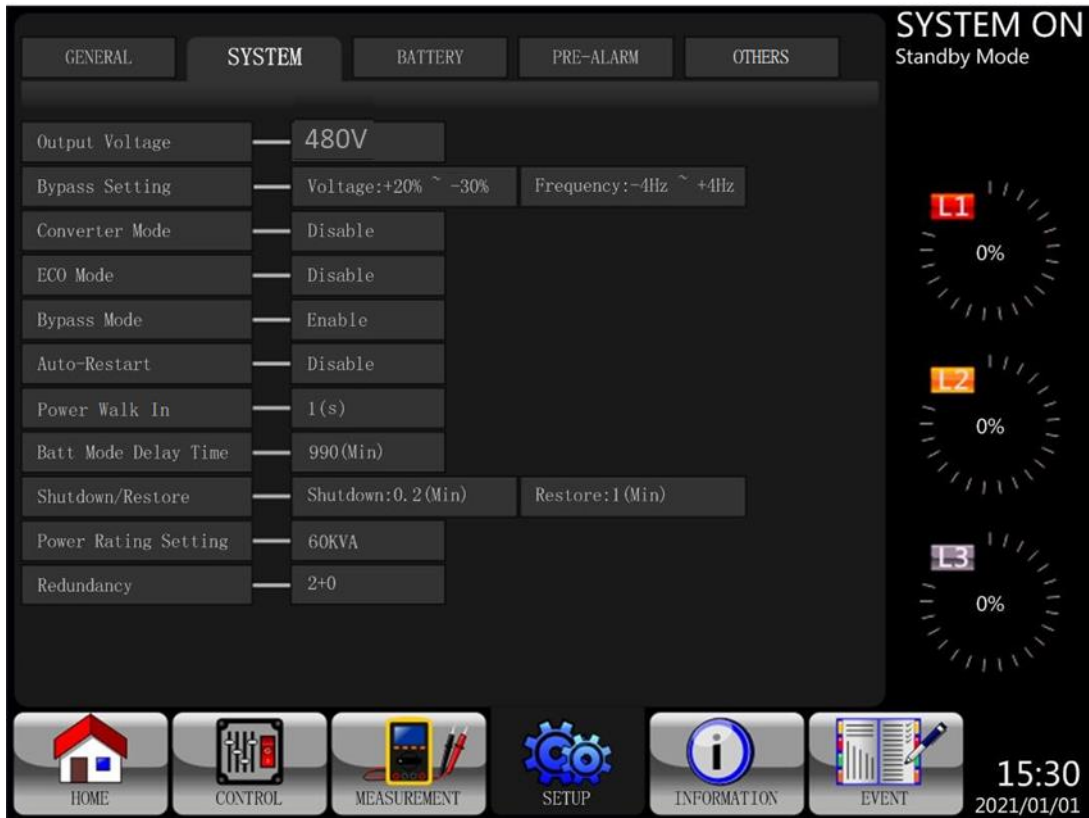 SYSTEM ON
Standby Mode
GENERAL SYSTEM BATTERY PRE-ALARM OTHERS
Output Voltage 480V
Bypass Setting Voltage:+20% ~ -30% Frequency:-4Hz ~ +4Hz
Converter Mode Disable
ECO Mode Disable
Bypass Mode Enable
Auto-Restart Disable
Power Walk In 1(s)
Batt Mode Delay Time 990(Min)
Shutdown/Restore Shutdown:0.2(Min) Restore:1(Min)
Power Rating Setting 60KVA
Redundancy 2+0
L1
0%
L2
0%
L3
0%
HOME CONTROL MEASUREMENT SETUP INFORMATION EVENT
15:30
2021/01/01